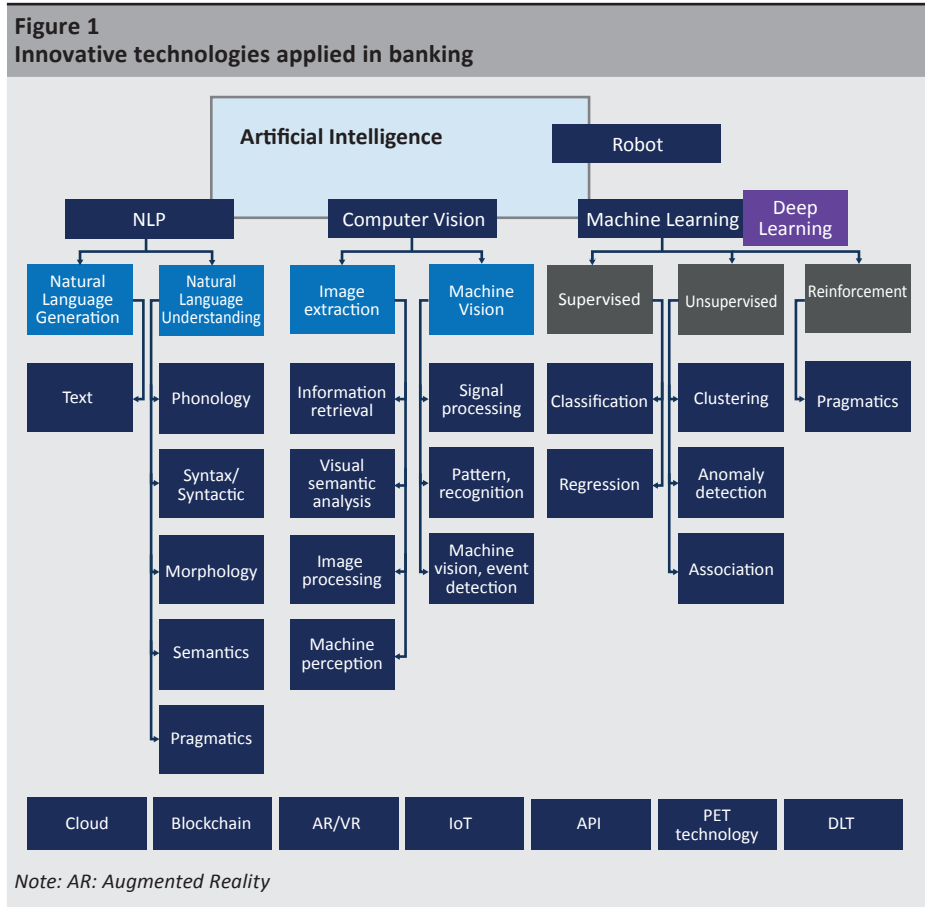 Figure 1
Innovative technologies applied in banking
Artificial Intelligence
Robot
NLP
Computer Vision
Machine Learning
Deep
Learning
Natural
Language
Generation
Natural
Language
Understanding
Image
extraction
Machine
Vision
Supervised
Unsupervised
Reinforcement
Text
Phonology
Information
retrieval
Signal
processing
Classification
Clustering
Pragmatics
Syntax/
Syntactic
Visual
semantic
analysis
Pattern,
recognition
Regression
Anomaly
detection
Morphology
Image
processing
Machine
vision, event
detection
Association
Semantics
Machine
perception
Pragmatics
Cloud
Blockchain
AR/VR
IoT
API
PET
technology
DLT
Note: AR: Augmented Reality